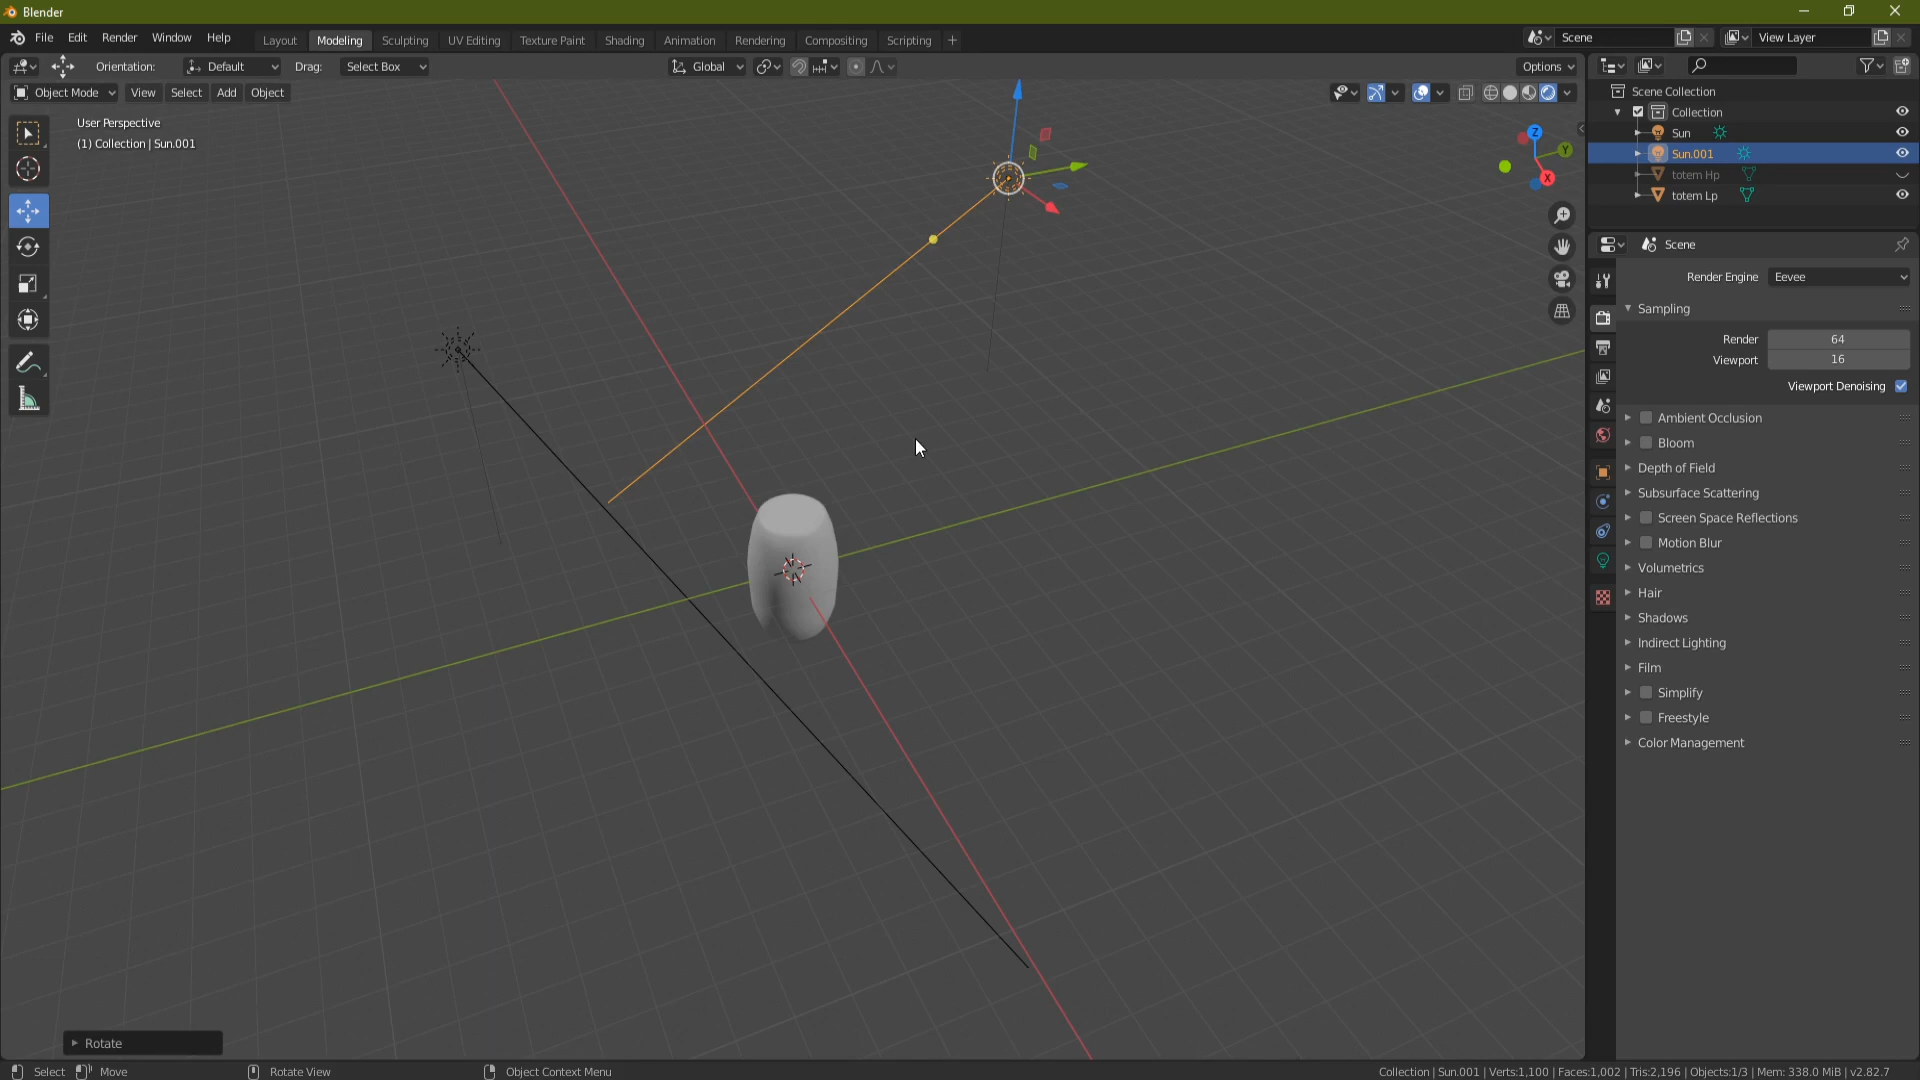 Blender
File Edit Render Window Help Layout Modeling Sculpting UV Editing Texture Paint Shading Animation Rendering Compositing Scripting + Scene View Layer
Orientation: Default Drag: Select Box Global Options
Object Mode View Select Add Object
User Perspective
(1) Collection | Sun.001
Z
Y
X
Scene Collection
Collection
Sun
Sun.001
totem Hp
totem Lp
Scene
Render Engine Eevee
Sampling
Render 64
Viewport 16
Viewport Denoising
Ambient Occlusion
Bloom
Depth of Field
Subsurface Scattering
Screen Space Reflections
Motion Blur
Volumetrics
Hair
Shadows
Indirect Lighting
Film
Simplify
Freestyle
Color Management
Rotate
Select Move Rotate View Object Context Menu Collection | Sun.001 | Verts:1,100 | Faces:1,002 | Tris:2,196 | Objects:1/3 | Mem: 338.0 MiB | v2.82.7